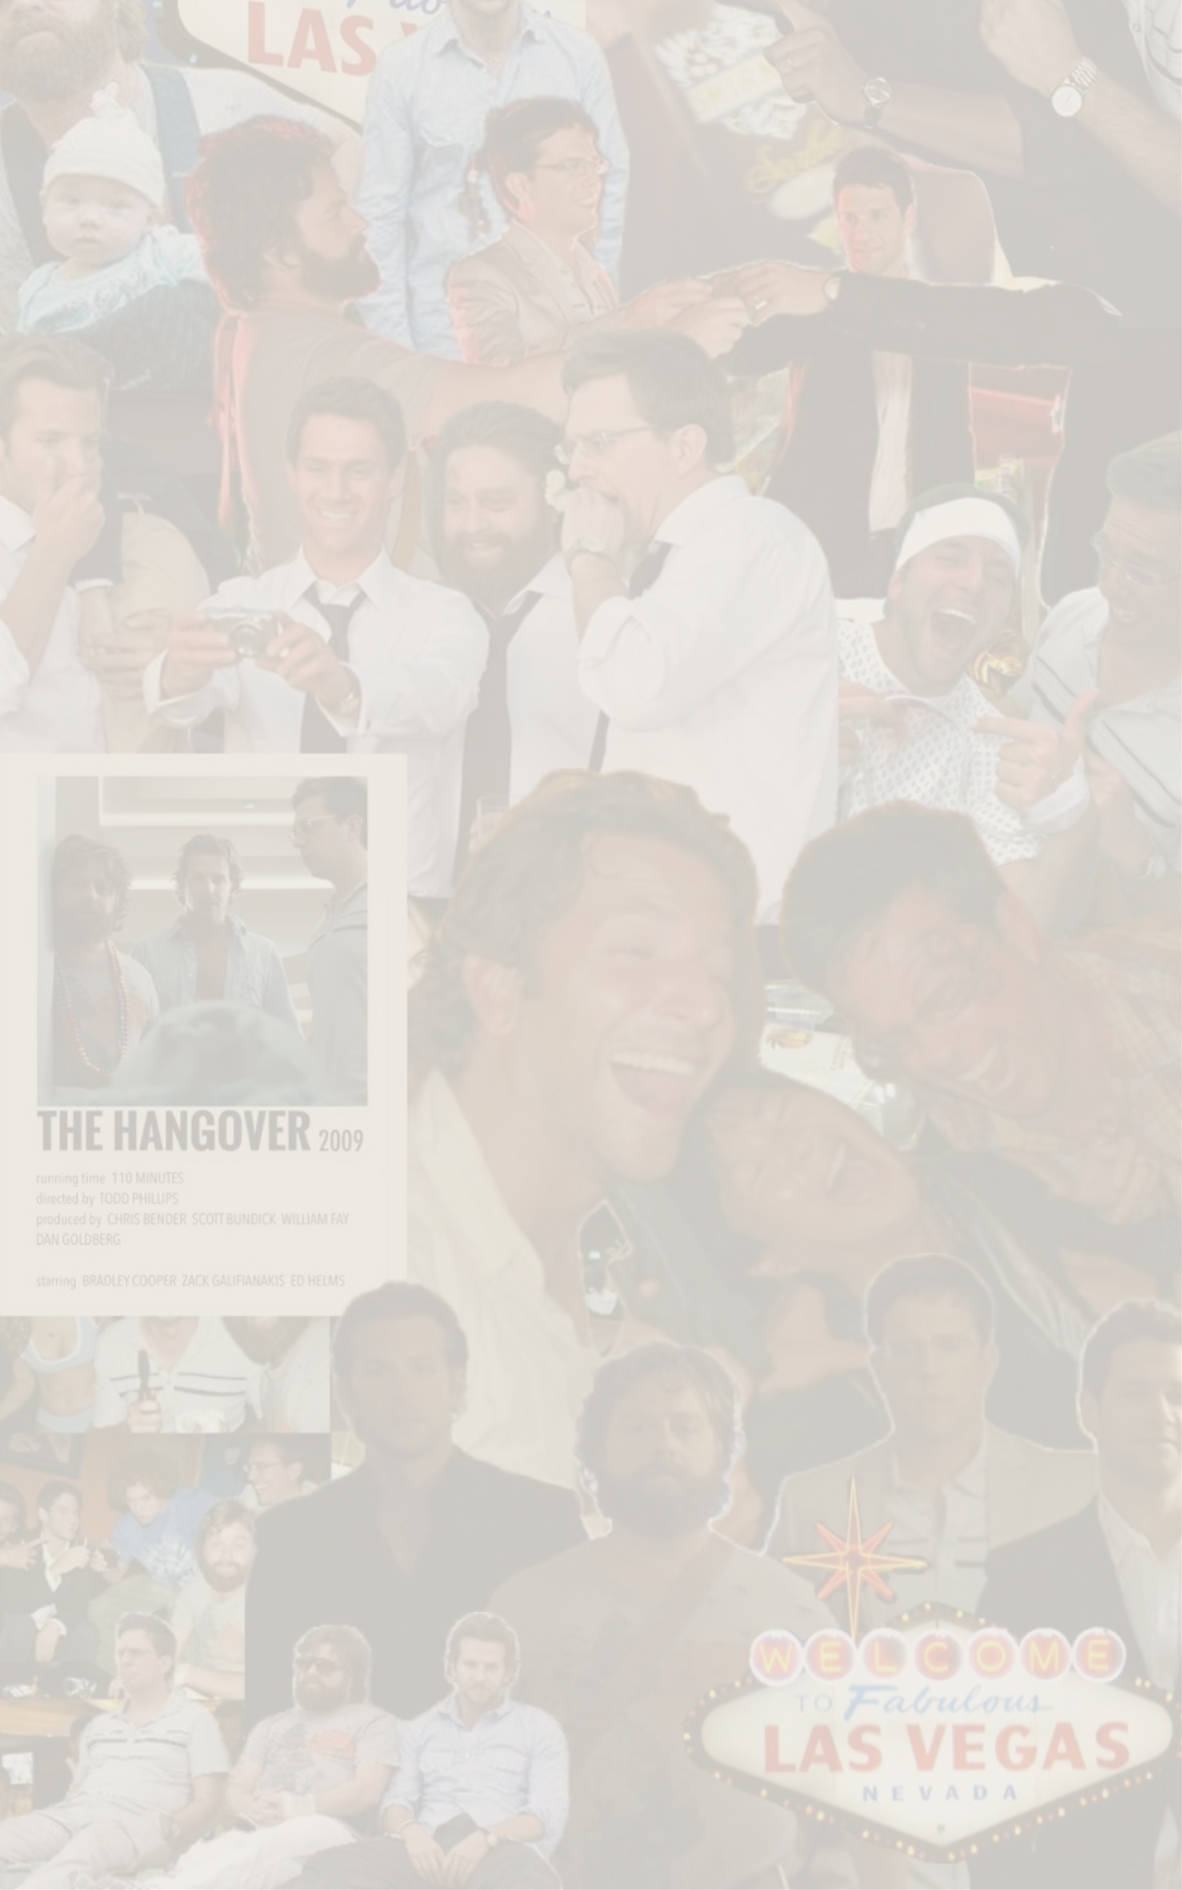 Fabu
LAS V
THE HANGOVER 2009
running time 110 MINUTES
directed by TODD PHILLIPS
produced by CHRIS BENDER SCOTT BUNDICK WILLIAM FAY
DAN GOLDBERG
starring BRADLEY COOPER ZACK GALIFIANAKIS ED HELMS
WELCOME
TO Fabulous
LAS VEGAS
NEVADA